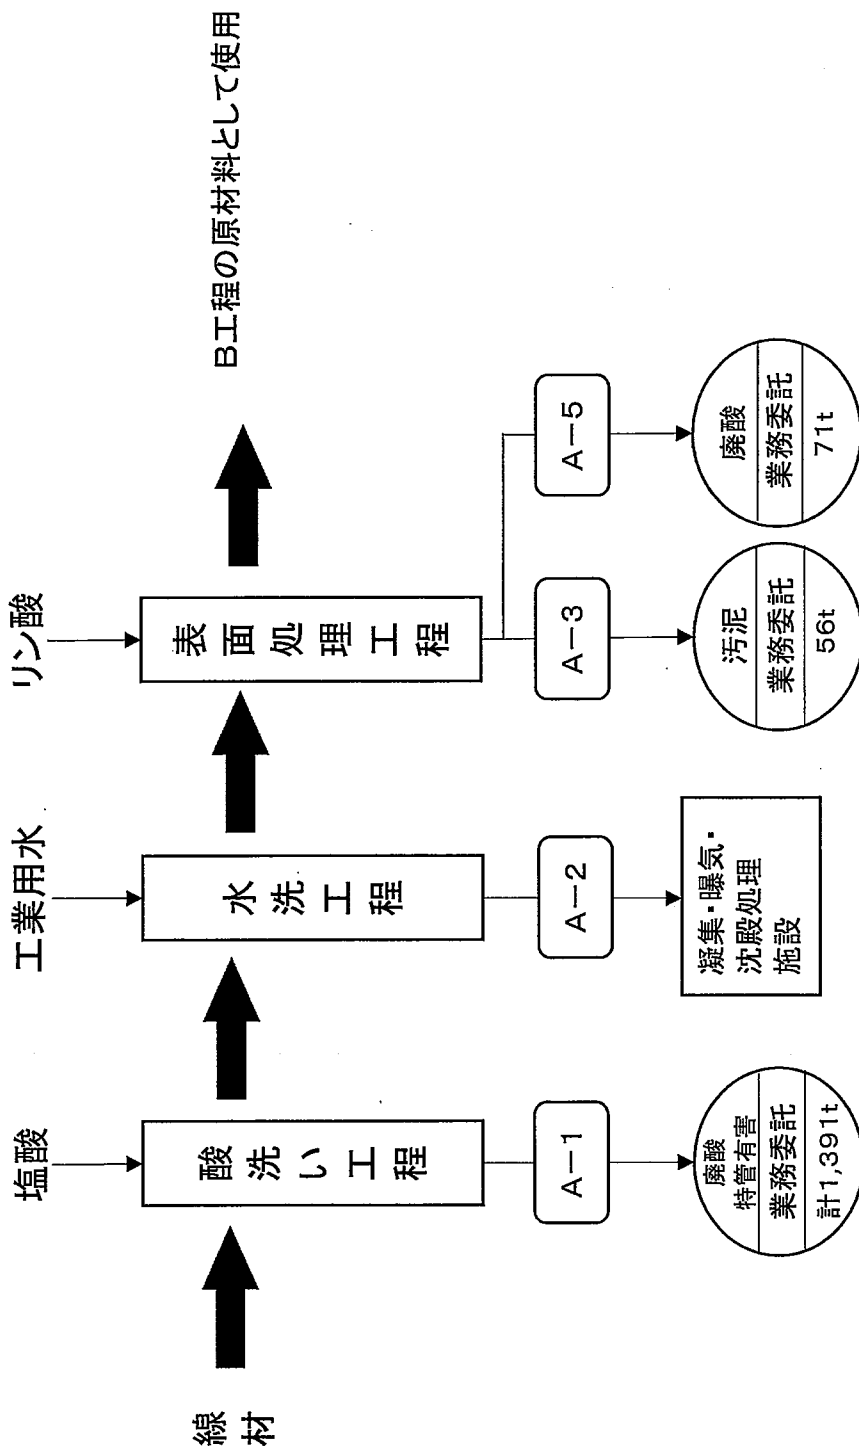 塩酸
工業用水
リン酸
線材
酸洗い工程
水洗工程
表面処理工程
B工程の原材料として使用
A-1
A-2
A-3
A-5
廃酸
特管有害
業務委託
計1,391t
凝集・曝気・
沈殿処理
施設
汚泥
業務委託
56t
廃酸
業務委託
71t